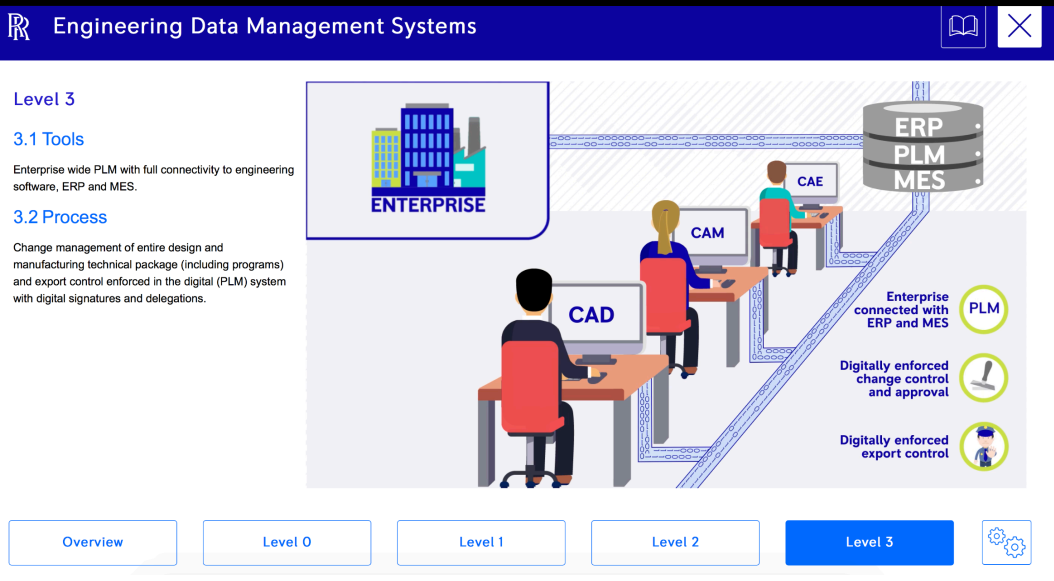 RR
Engineering Data Management Systems
Level 3
3.1 Tools
Enterprise wide PLM with full connectivity to engineering
software, ERP and MES.
3.2 Process
Change management of entire design and
manufacturing technical package (including programs)
and export control enforced in the digital (PLM) system
with digital signatures and delegations.
ENTERPRISE
ERP
PLM
MES
CAE
CAM
CAD
Enterprise
connected with
ERP and MES
PLM
Digitally enforced
change control
and approval
Digitally enforced
export control
Overview
Level 0
Level 1
Level 2
Level 3